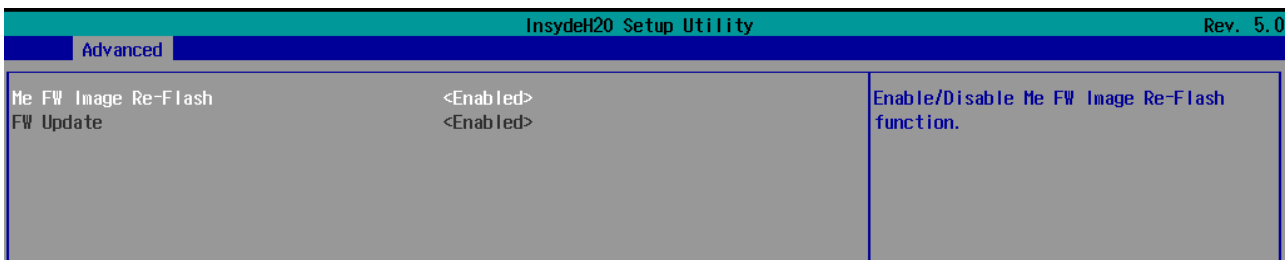 InsydeH20 Setup Utility Rev. 5.0
Advanced
Me FW Image Re-Flash <Enabled>
FW Update <Enabled>
Enable/Disable Me FW Image Re-Flash
function.